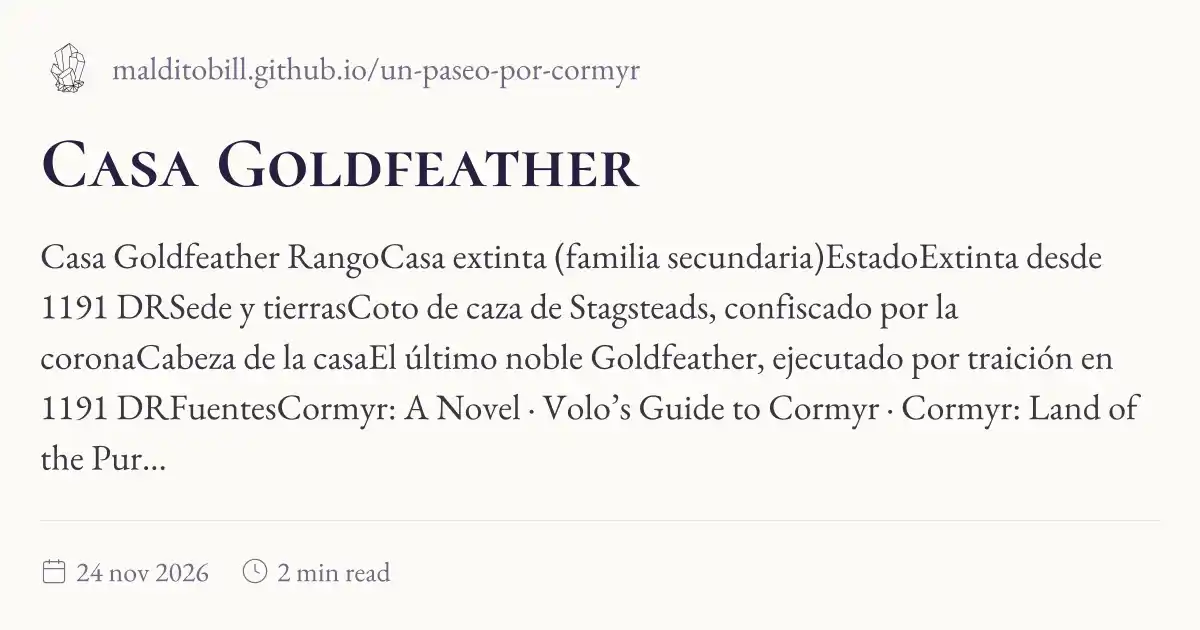 malditobill.github.io/un-paseo-por-cormyr
Casa Goldfeather
Casa Goldfeather RangoCasa extinta (familia secundaria)EstadoExtinta desde
1191 DRSede y tierrasCoto de caza de Stagsteads, confiscado por la
coronaCabeza de la casaEl último noble Goldfeather, ejecutado por traición en
1191 DRFuentesCormyr: A Novel · Volo’s Guide to Cormyr · Cormyr: Land of
the Pur...
24 nov 2026 2 min read